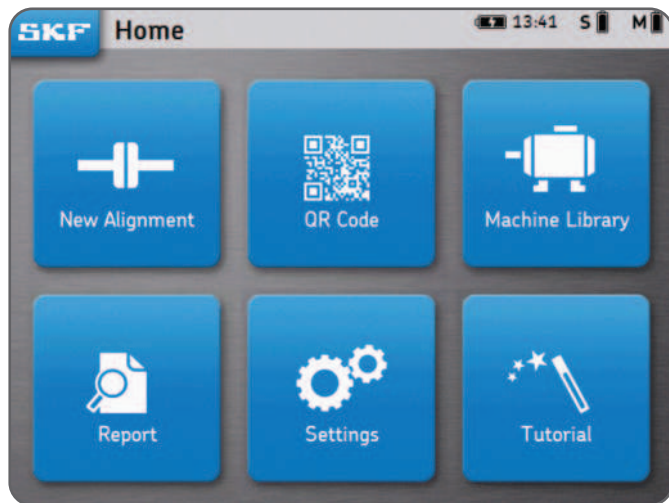 SKF Home 13:41 S M
New Alignment QR Code Machine Library
Report Settings Tutorial